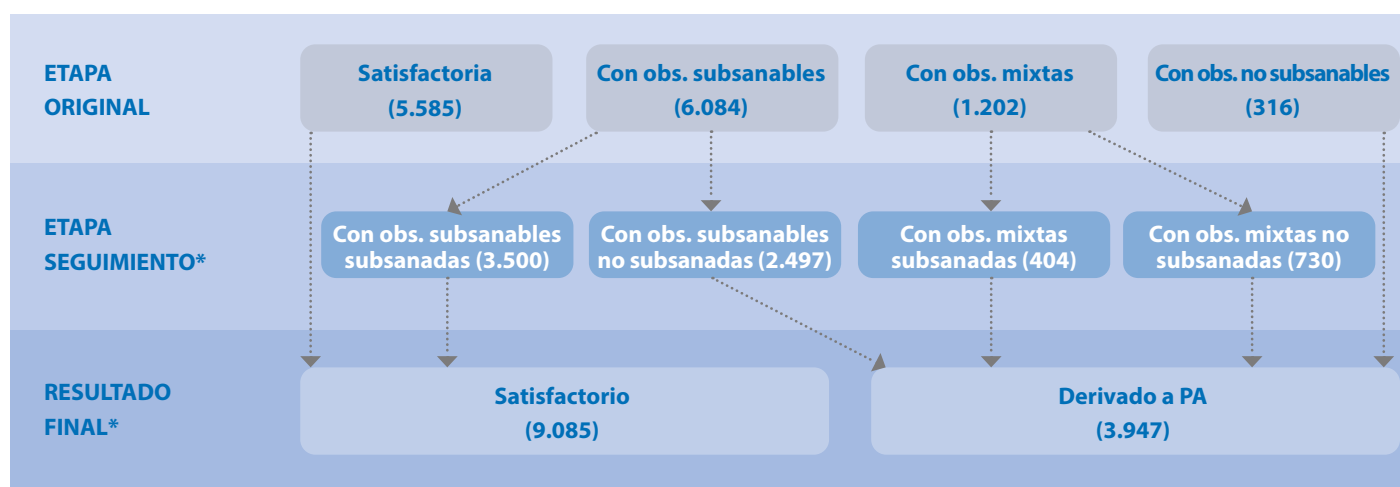 ETAPA
ORIGINAL
Satisfactoria
(5.585)
Con obs. subsanables
(6.084)
Con obs. mixtas
(1.202)
Con obs. no subsanables
(316)
ETAPA
SEGUIMIENTO*
Con obs. subsanables
subsanadas (3.500)
Con obs. subsanables
no subsanadas (2.497)
Con obs. mixtas
subsanadas (404)
Con obs. mixtas no
subsanadas (730)
RESULTADO
FINAL*
Satisfactorio
(9.085)
Derivado a PA
(3.947)